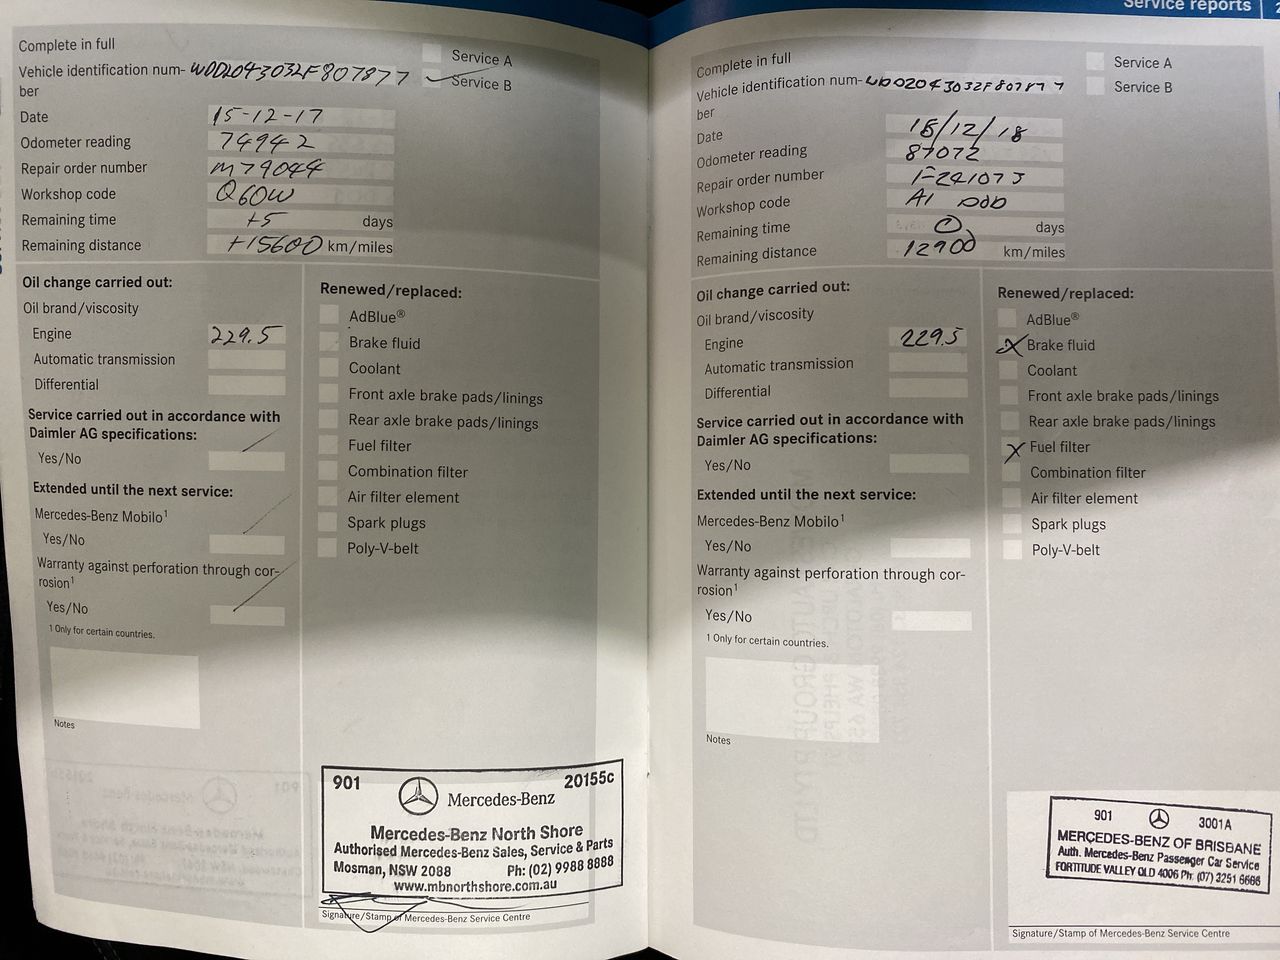 Service reports
Complete in full
Service A
Vehicle identification num- WDD2043032F807877
Service B
ber
Date 15-12-17
Odometer reading 74942
Repair order number M79044
Workshop code Q60W
Remaining time +5 days
Remaining distance +15600 km/miles
Oil change carried out:
Oil brand/viscosity
Engine 229.5
Automatic transmission
Differential
Service carried out in accordance with
Daimler AG specifications:
Yes/No
Extended until the next service:
Mercedes-Benz Mobilo¹
Yes/No
Warranty against perforation through cor-
rosion¹
Yes/No
1 Only for certain countries.
Notes
Renewed/replaced:
AdBlue®
Brake fluid
Coolant
Front axle brake pads/linings
Rear axle brake pads/linings
Fuel filter
Combination filter
Air filter element
Spark plugs
Poly-V-belt
901 20155c
Mercedes-Benz
Mercedes-Benz North Shore
Authorised Mercedes-Benz Sales, Service & Parts
Mosman, NSW 2088 Ph: (02) 9988 8888
www.mbnorthshore.com.au
Signature/Stamp of Mercedes-Benz Service Centre
Complete in full
Service A
Vehicle identification num- WDD2043032F807877
Service B
ber
Date 18/12/18
Odometer reading 87072
Repair order number
Workshop code A1
Remaining time 0 days
Remaining distance 12900 km/miles
Oil change carried out:
Oil brand/viscosity
Engine 229.5
Automatic transmission
Differential
Service carried out in accordance with
Daimler AG specifications:
Yes/No
Extended until the next service:
Mercedes-Benz Mobilo¹
Yes/No
Warranty against perforation through cor-
rosion¹
Yes/No
1 Only for certain countries.
Notes
Renewed/replaced:
AdBlue®
X Brake fluid
Coolant
Front axle brake pads/linings
Rear axle brake pads/linings
X Fuel filter
Combination filter
Air filter element
Spark plugs
Poly-V-belt
901 3001A
MERCEDES-BENZ OF BRISBANE
Auth. Mercedes-Benz Passenger Car Service
FORTITUDE VALLEY QLD 4006 Ph: (07) 3251 6666
Signature/Stamp of Mercedes-Benz Service Centre